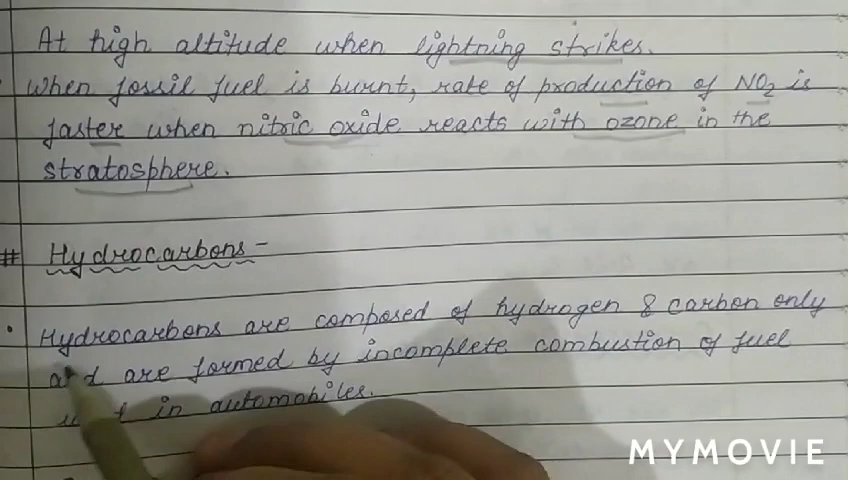 At high altitude when lightning strikes.
When fossil fuel is burnt, rate of production of NO₂ is
faster when nitric oxide reacts with ozone in the
stratosphere.
# Hydrocarbons -
• Hydrocarbons are composed of hydrogen & carbon only
and are formed by incomplete combustion of fuel
in automobiles.
MYMOVIE